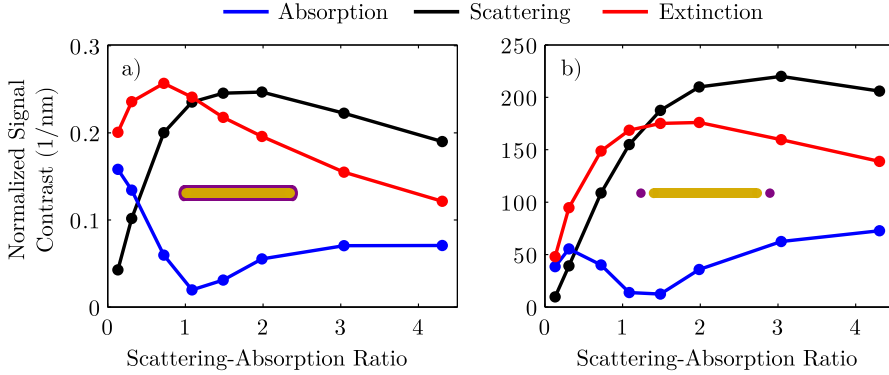 Absorption Scattering Extinction
a)
b)
Normalized Signal
Contrast (1/nm)
0.3
0.2
0.1
0
0 1 2 3 4
Scattering-Absorption Ratio
250
200
150
100
50
0
0 1 2 3 4
Scattering-Absorption Ratio